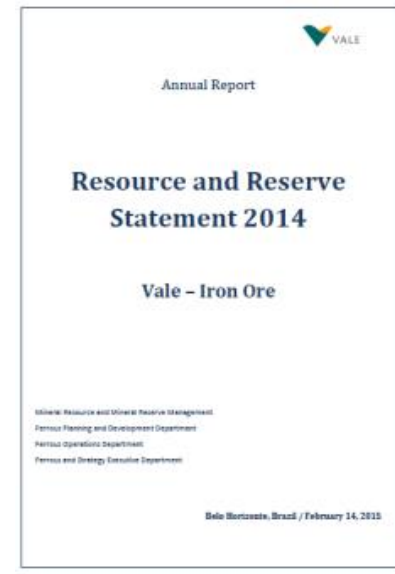 VALE
Annual Report
Resource and Reserve
Statement 2014
Vale – Iron Ore
Mineral Resource and Mineral Reserve Management
Ferrous Planning and Development Department
Ferrous Operations Department
Ferrous and Strategy Executive Department
Belo Horizonte, Brazil / February 14, 2015